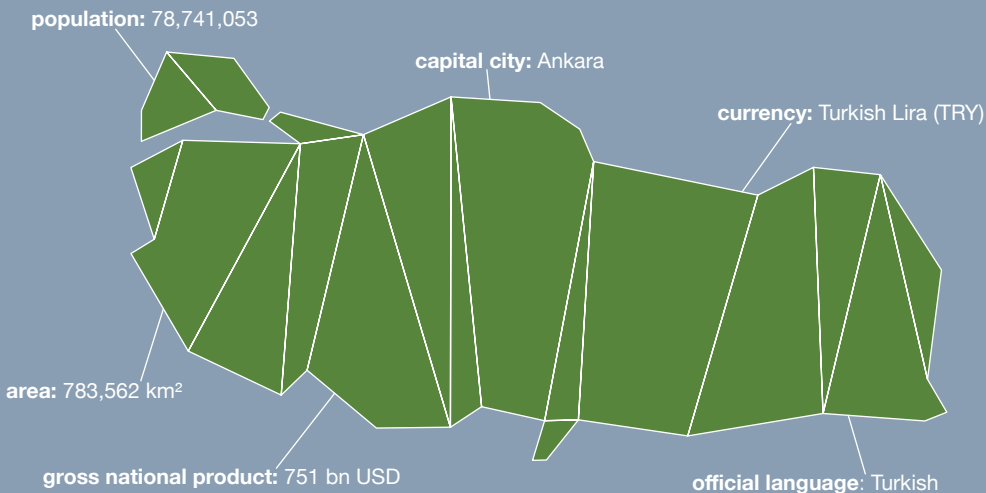 population: 78,741,053
capital city: Ankara
currency: Turkish Lira (TRY)
area: 783,562 km²
gross national product: 751 bn USD
official language: Turkish